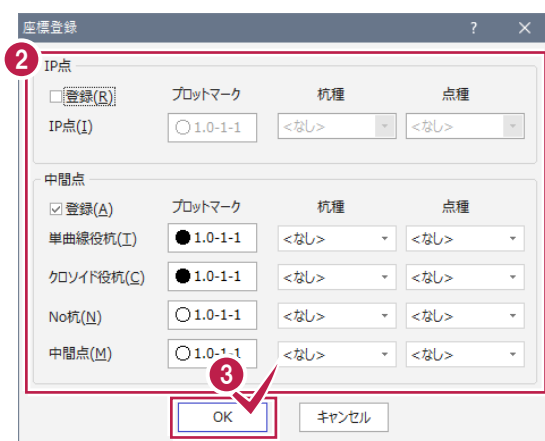 座標登録 ? ×
2
IP点
登録(R) プロットマーク 杭種 点種
IP点(I) 1.0-1-1 <なし> <なし>
中間点
登録(A) プロットマーク 杭種 点種
単曲線役杭(T) 1.0-1-1 <なし> <なし>
クロソイド役杭(C) 1.0-1-1 <なし> <なし>
No杭(N) 1.0-1-1 <なし> <なし>
中間点(M) 1.0-1-1 <なし> <なし>
3
OK キャンセル